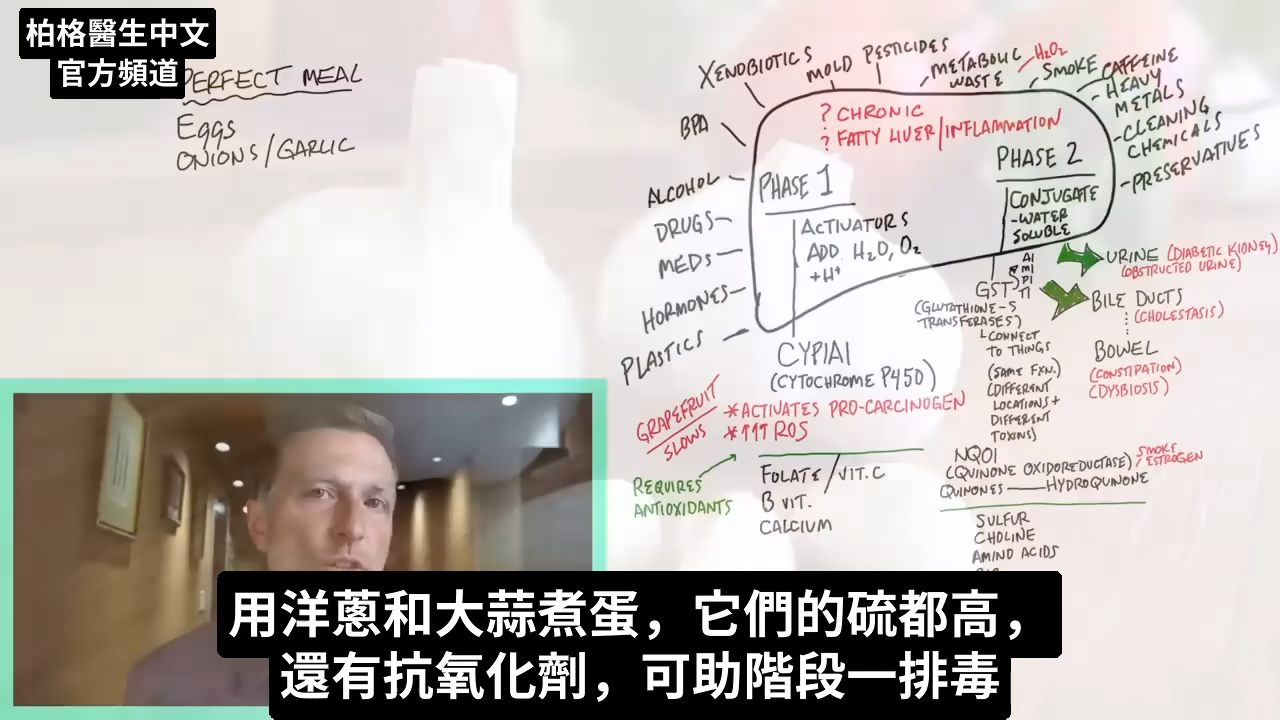 柏格醫生中文
官方頻道
PERFECT MEAL
EggS
ONIONS/GARLIC
XENOBIOTICS
MOLD
PESTICIDES
METABOLIC
WASTE
H₂O₂
SMOKE
CAFFEINE
- HEAVY
METALS
- CLEANING
CHEMICALS
- PRESERVATIVES
BPA
ALCOHOL
DRUGS
MEDS
HORMONES
PLASTICS
? CHRONIC
? FATTY LIVER/INFLAMMATION
PHASE 1
ACTIVATORS
ADD H₂O, O₂
+H⁺
PHASE 2
CONJUGATE
-WATER
SOLUBLE
CYP1A1
(CYTOCHROME P450)
GRAPEFRUIT
SLOWS
*ACTIVATES PRO-CARCINOGEN
*↑↑↑ ROS
REQUIRES
ANTIOXIDANTS
FOLATE/VIT.C
B VIT.
CALCIUM
GST
A1
M1
P1
T1
(GLUTATHIONE-S
TRANSFERASES)
CONNECT
TO THINGS
(SAME FXN.)
(DIFFERENT
LOCATIONS+
DIFFERENT
TOXINS)
URINE (DIABETIC KIDNEY)
(OBSTRUCTED URINE)
BILE DUCTS
(CHOLESTASIS)
BOWEL
(CONSTIPATION)
(DYSBIOSIS)
NQO1
(QUINONE OXIDOREDUCTASE)
SMOKE
ESTROGEN
QUINONES — HYDROQUINONE
SULFUR
CHOLINE
AMINO ACIDS
用洋蔥和大蒜煮蛋，它們的硫都高，
還有抗氧化劑，可助階段一排毒